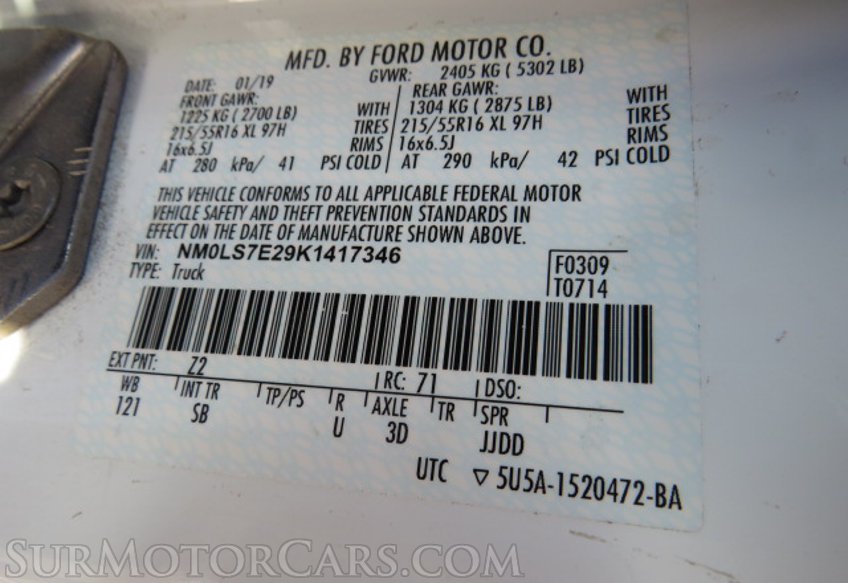 MFD. BY FORD MOTOR CO.
DATE: 01/19 GVWR: 2405 KG ( 5302 LB)
FRONT GAWR: REAR GAWR:
1225 KG ( 2700 LB) WITH 1304 KG ( 2875 LB) WITH
215/55R16 XL 97H TIRES 215/55R16 XL 97H TIRES
16x6.5J RIMS 16x6.5J RIMS
AT 280 kPa/ 41 PSI COLD AT 290 kPa/ 42 PSI COLD
THIS VEHICLE CONFORMS TO ALL APPLICABLE FEDERAL MOTOR
VEHICLE SAFETY AND THEFT PREVENTION STANDARDS IN
EFFECT ON THE DATE OF MANUFACTURE SHOWN ABOVE.
VIN: NM0LS7E29K1417346
TYPE: Truck
F0309
T0714
EXT PNT: Z2 RC: 71 DSO:
WB INT TR TP/PS R AXLE TR SPR
121 SB U 3D JJDD
UTC ▽ 5U5A-1520472-BA
SurMotorCars.com